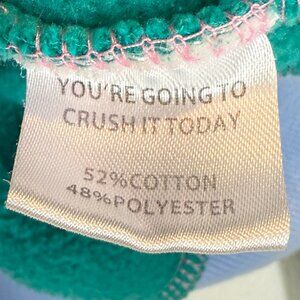 YOU'RE GOING TO
CRUSH IT TODAY
52%COTTON
48%POLYESTER